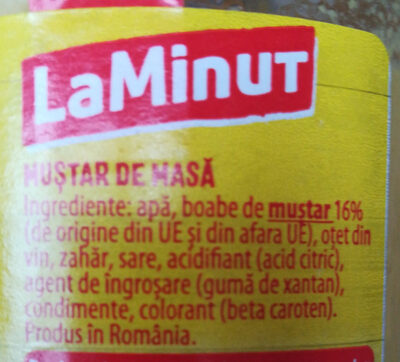 LaMinuT
MUȘTAR DE MASĂ
Ingrediente: apă, boabe de muștar 16%
(de origine din UE și din afara UE), oțet din
vin, zahăr, sare, acidifiant (acid citric),
agent de îngroșare (gumă de xantan),
condimente, colorant (beta caroten).
Produs în România.